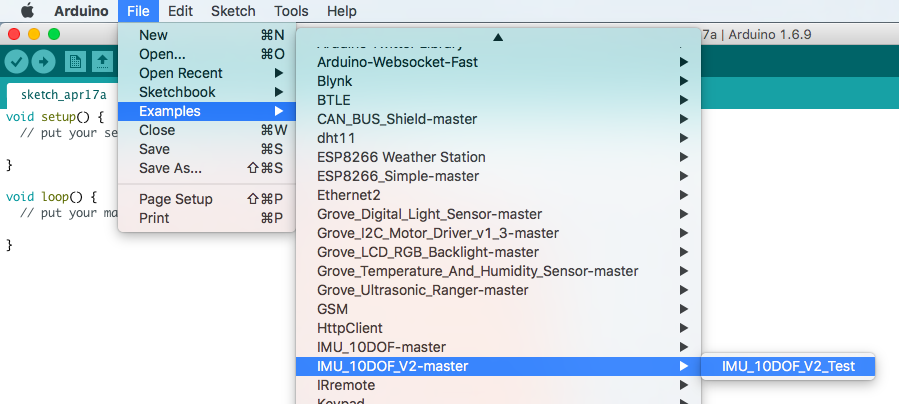 Arduino File Edit Sketch Tools Help
7a | Arduino 1.6.9
New ⌘N
Open... ⌘O
Open Recent ▶
Sketchbook ▶
Examples ▶
Close ⌘W
Save ⌘S
Save As... ⇧⌘S
Page Setup ⇧⌘P
Print ⌘P
sketch_apr17a
void setup() {
// put your se
}
void loop() {
// put your ma
}
Arduino-Websocket-Fast
Blynk
BTLE
CAN_BUS_Shield-master
dht11
ESP8266 Weather Station
ESP8266_Simple-master
Ethernet2
Grove_Digital_Light_Sensor-master
Grove_I2C_Motor_Driver_v1_3-master
Grove_LCD_RGB_Backlight-master
Grove_Temperature_And_Humidity_Sensor-master
Grove_Ultrasonic_Ranger-master
GSM
HttpClient
IMU_10DOF-master
IMU_10DOF_V2-master
IRremote
Keypad
IMU_10DOF_V2_Test